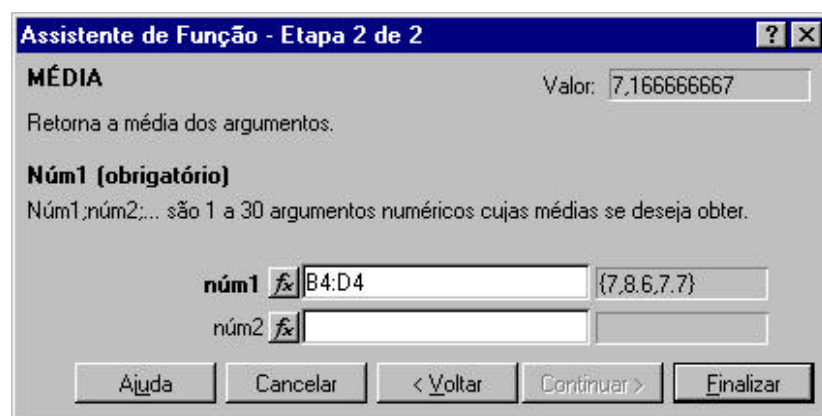 Assistente de Função - Etapa 2 de 2 ? ×
MÉDIA Valor: 7,166666667
Retorna a média dos argumentos.
Núm1 (obrigatório)
Núm1;núm2;... são 1 a 30 argumentos numéricos cujas médias se deseja obter.
núm1 fx B4:D4 {7,8.6,7.7}
núm2 fx
Ajuda Cancelar < Voltar Continuar > Finalizar